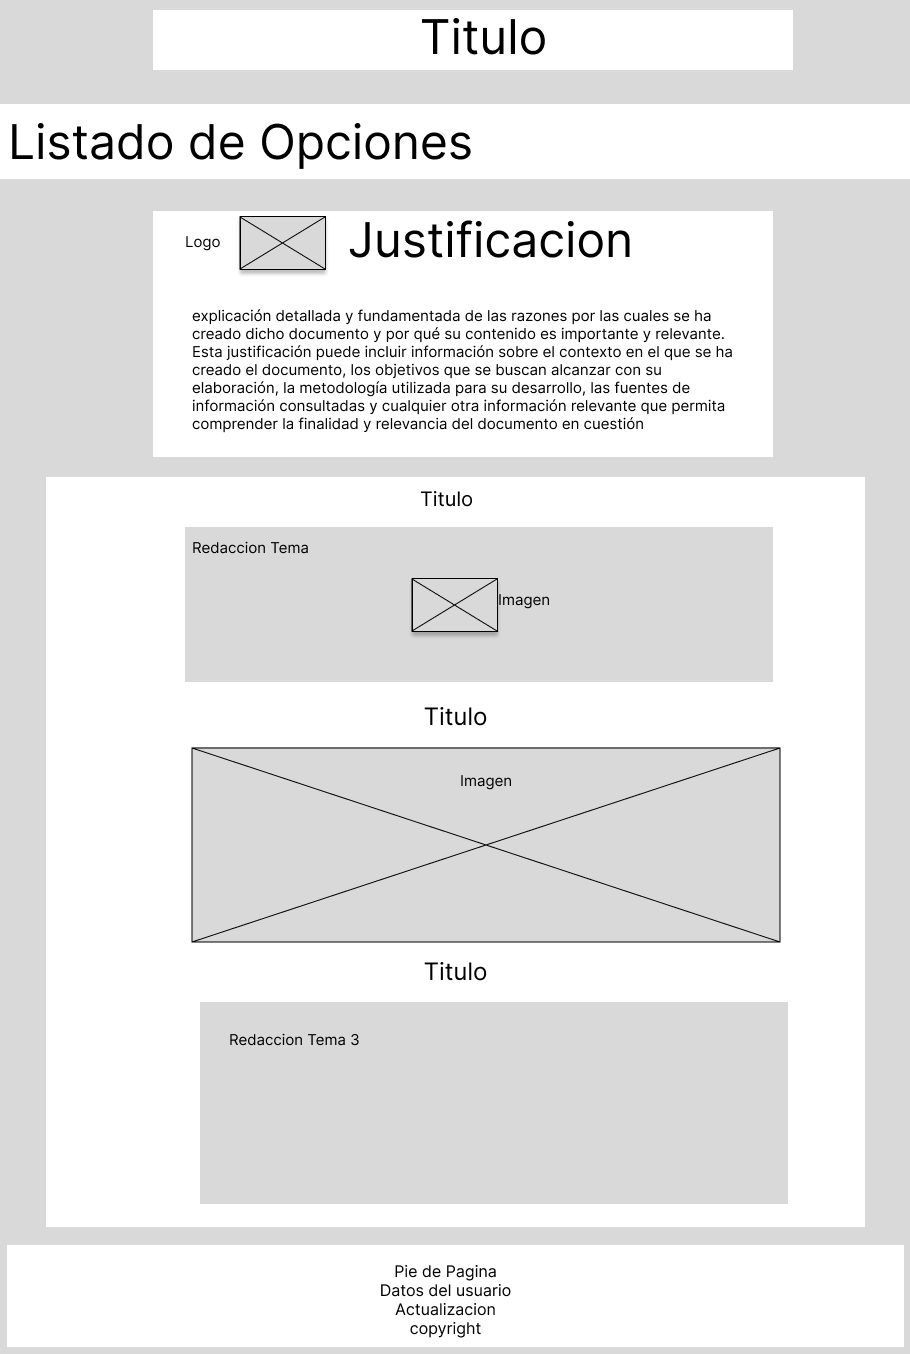 Titulo
Listado de Opciones
Logo
Justificacion
explicación detallada y fundamentada de las razones por las cuales se ha
creado dicho documento y por qué su contenido es importante y relevante.
Esta justificación puede incluir información sobre el contexto en el que se ha
creado el documento, los objetivos que se buscan alcanzar con su
elaboración, la metodología utilizada para su desarrollo, las fuentes de
información consultadas y cualquier otra información relevante que permita
comprender la finalidad y relevancia del documento en cuestión
Titulo
Redaccion Tema
Imagen
Titulo
Imagen
Titulo
Redaccion Tema 3
Pie de Pagina
Datos del usuario
Actualizacion
copyright